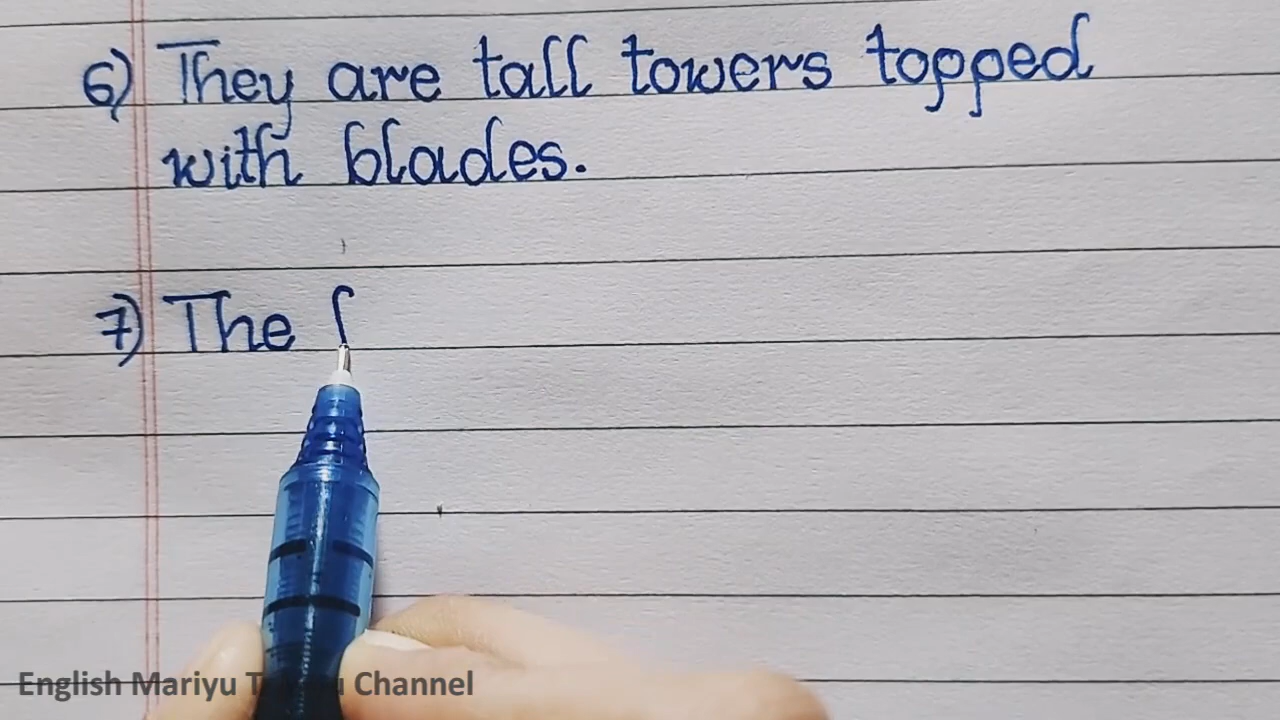 6) They are tall towers topped
with blades.
7) The
English Mariyu Channel